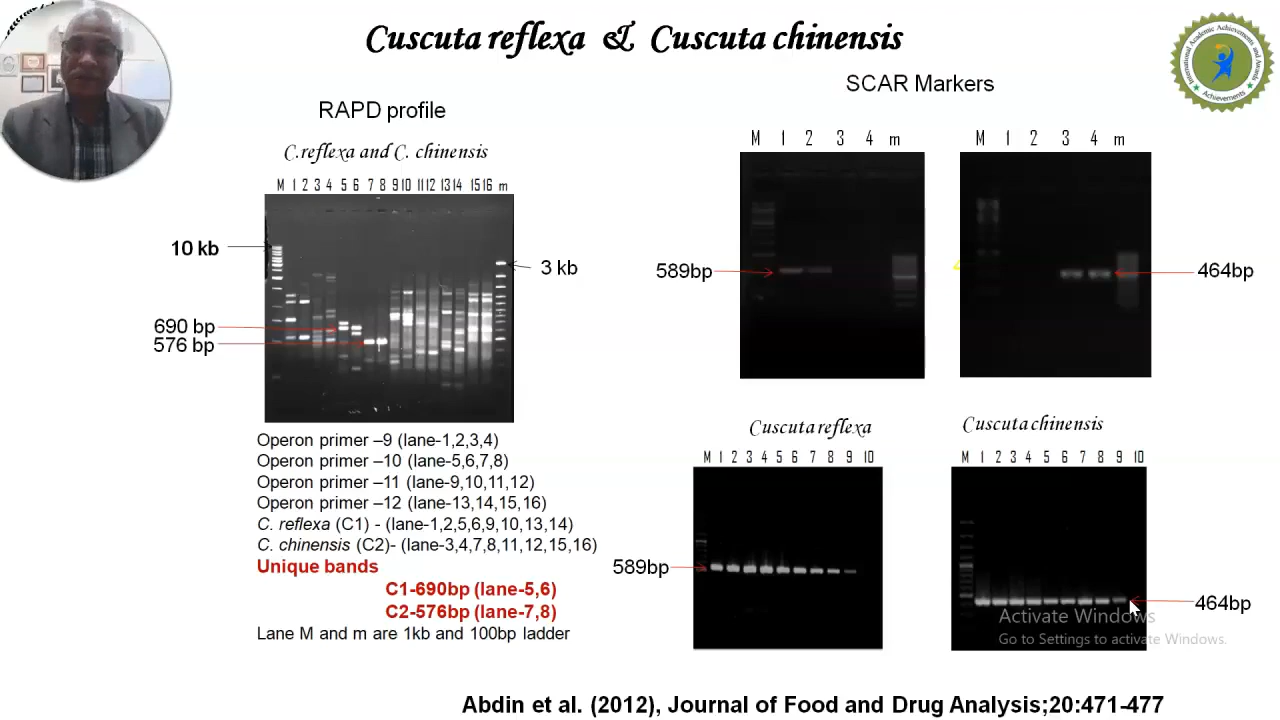 Cuscuta reflexa & Cuscuta chinensis
International Academic Achievements and Awards
Achievements
RAPD profile
C.reflexa and C. chinensis
M 1 2 3 4 5 6 7 8 9 10 11 12 13 14 15 16 m
10 kb
3 kb
690 bp
576 bp
Operon primer –9 (lane-1,2,3,4)
Operon primer –10 (lane-5,6,7,8)
Operon primer –11 (lane-9,10,11,12)
Operon primer –12 (lane-13,14,15,16)
C. reflexa (C1) - (lane-1,2,5,6,9,10,13,14)
C. chinensis (C2)- (lane-3,4,7,8,11,12,15,16)
Unique bands
C1-690bp (lane-5,6)
C2-576bp (lane-7,8)
Lane M and m are 1kb and 100bp ladder
SCAR Markers
M 1 2 3 4 m
M 1 2 3 4 m
589bp
464bp
Cuscuta reflexa
Cuscuta chinensis
M 1 2 3 4 5 6 7 8 9 10
M 1 2 3 4 5 6 7 8 9 10
589bp
464bp
Activate Windows
Go to Settings to activate Windows.
Abdin et al. (2012), Journal of Food and Drug Analysis;20:471-477